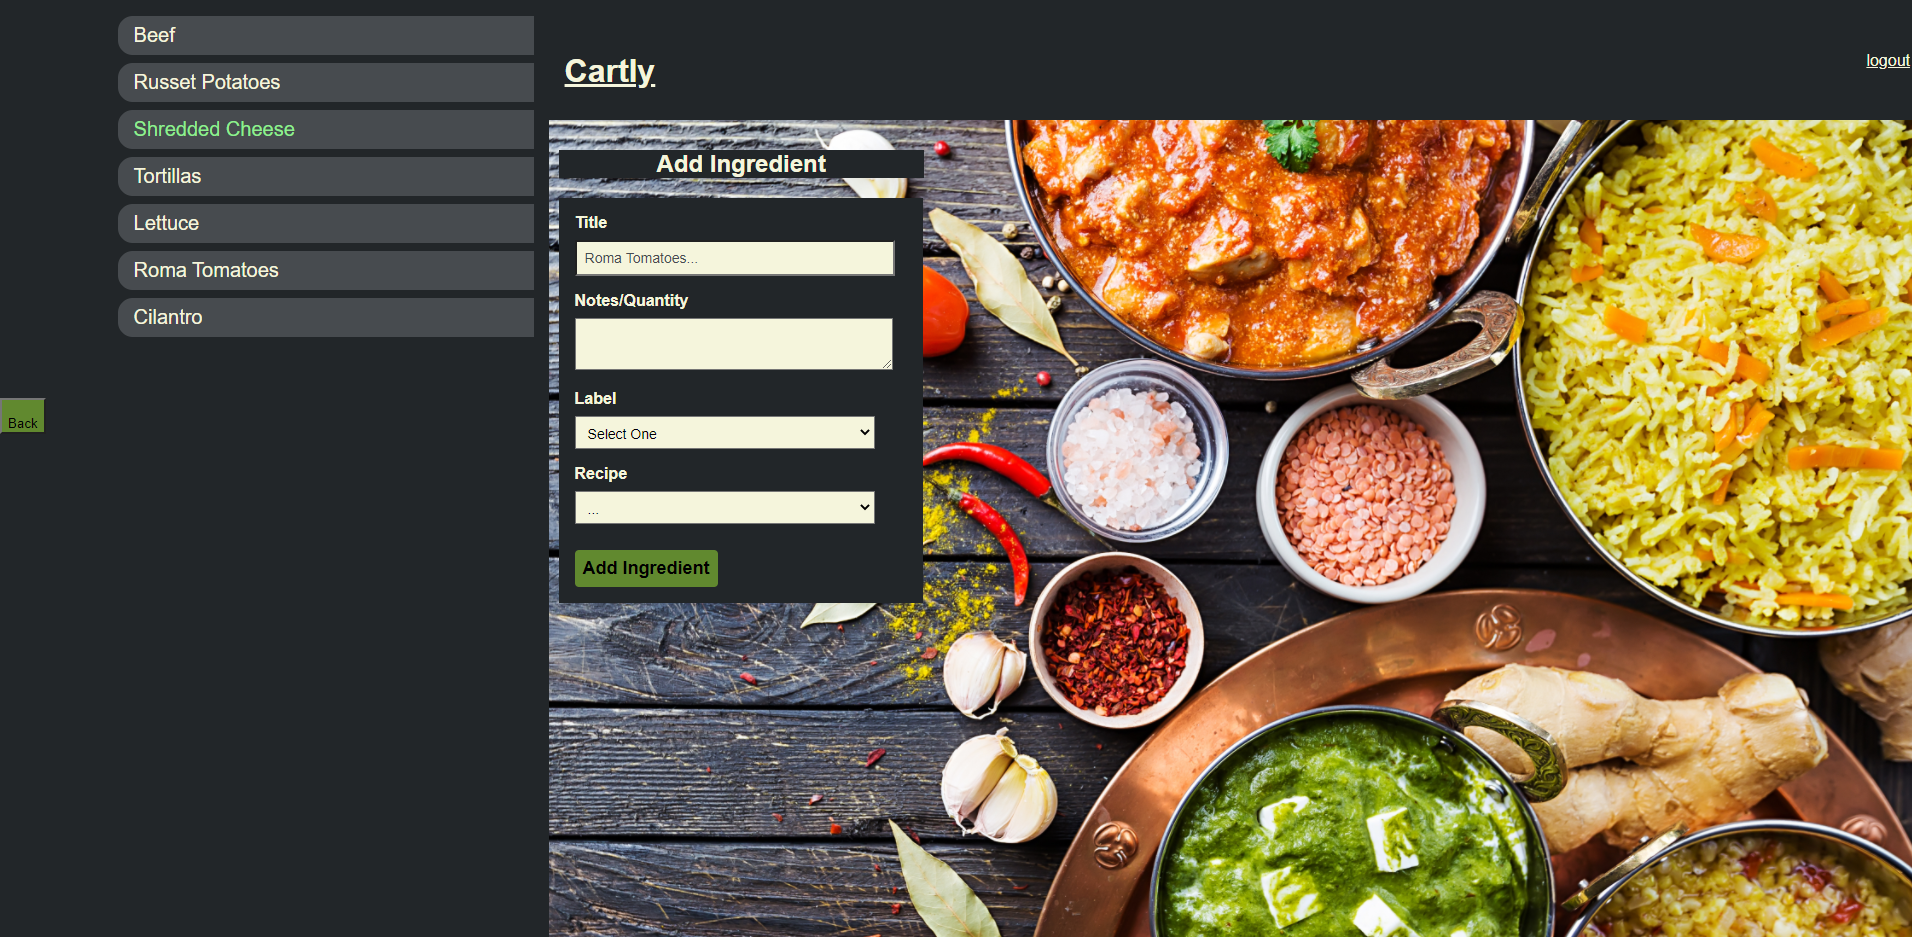 Beef
Russet Potatoes
Shredded Cheese
Tortillas
Lettuce
Roma Tomatoes
Cilantro
Back
Cartly
logout
Add Ingredient
Title
Roma Tomatoes...
Notes/Quantity
Label
Select One
Recipe
...
Add Ingredient